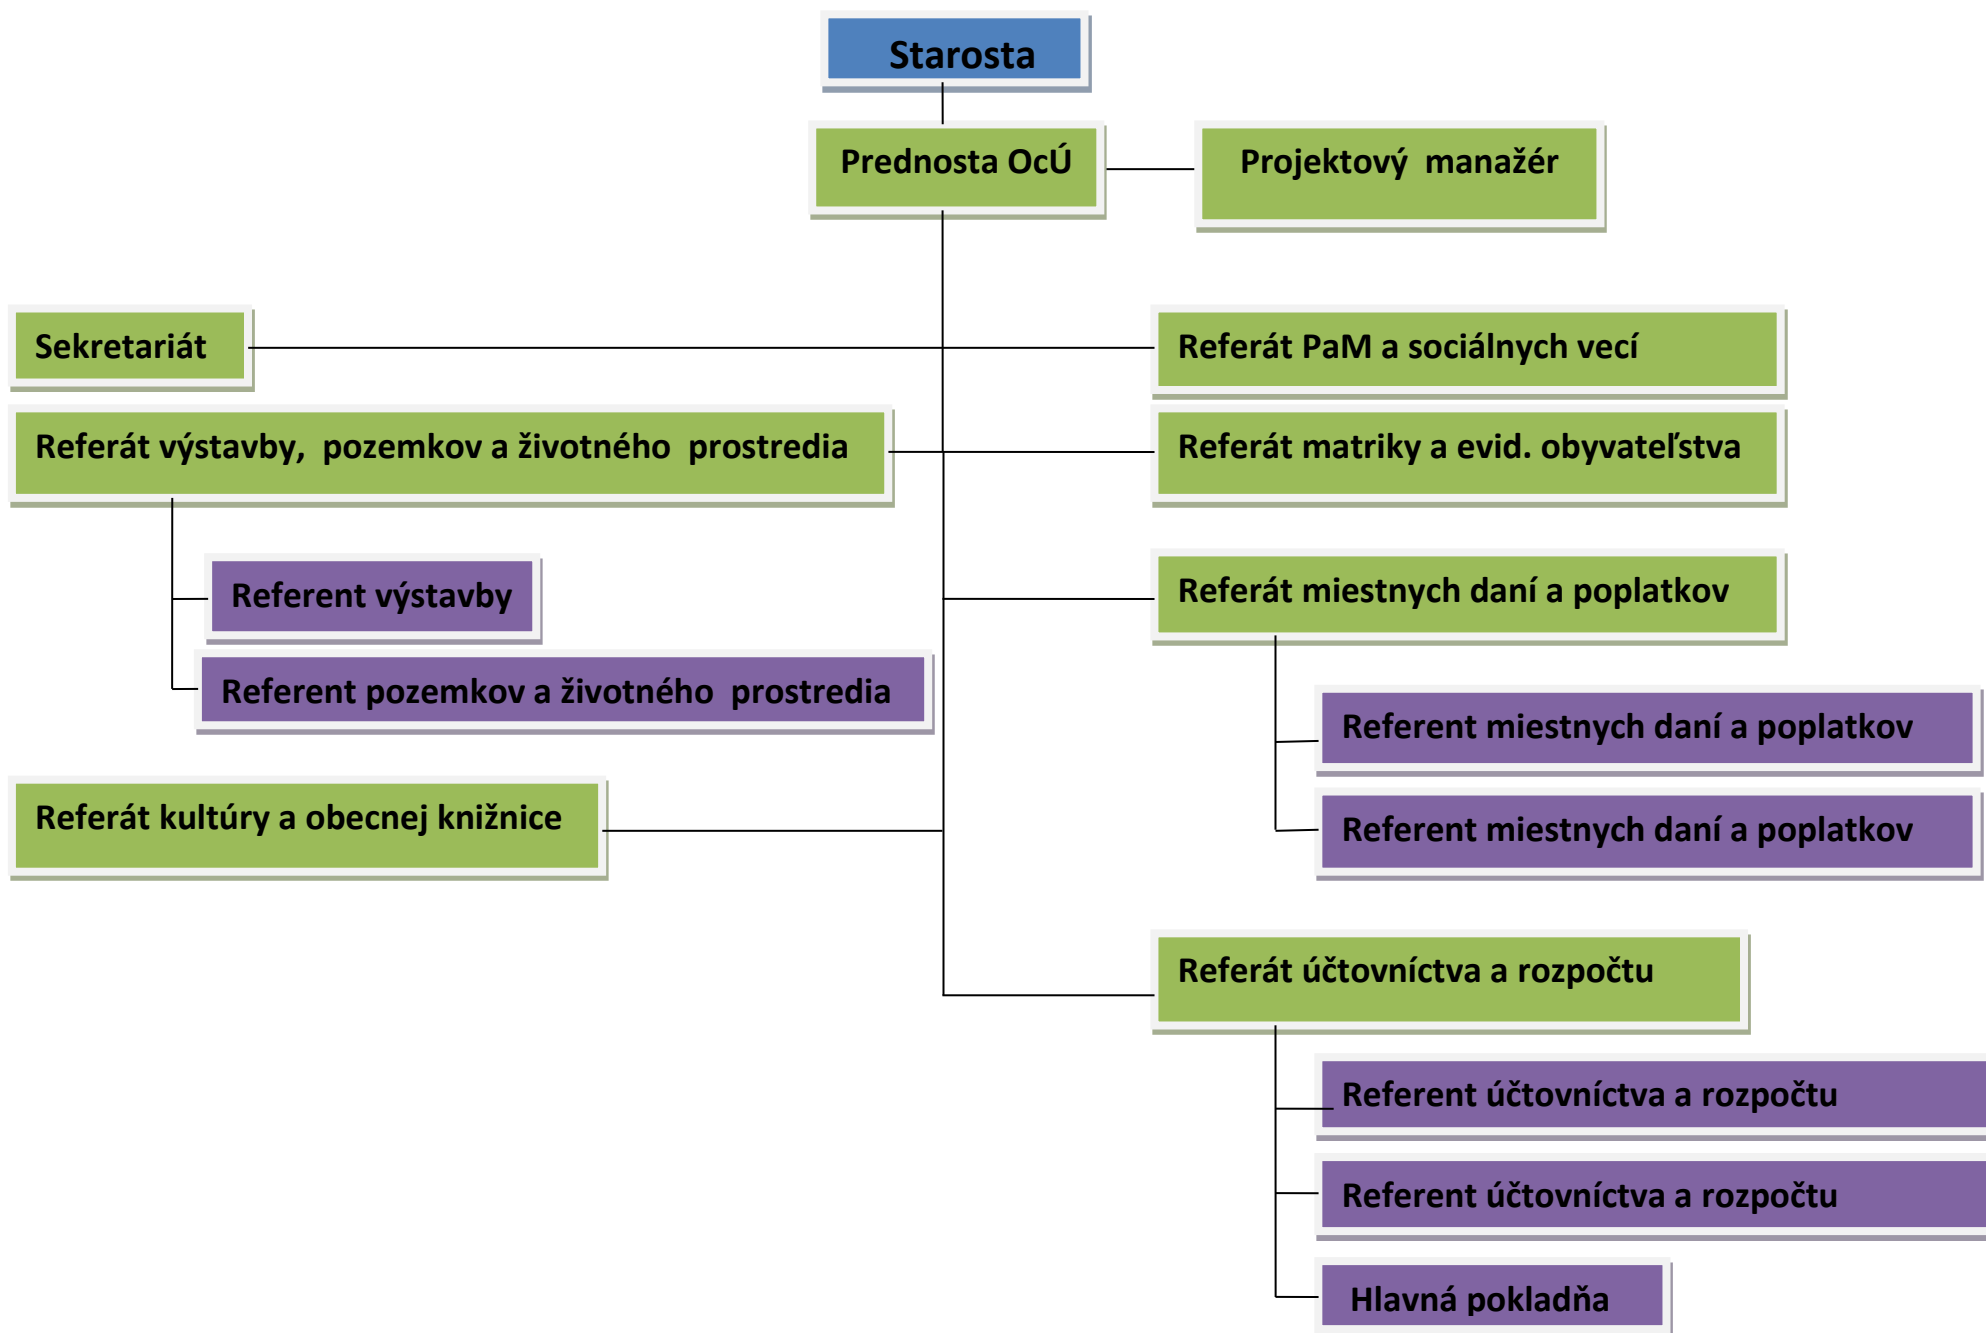 Starosta
Prednosta OcÚ
Projektový  manažér
Sekretariát
Referát PaM a sociálnych vecí
Referát výstavby,  pozemkov a životného  prostredia
Referát matriky a evid. obyvateľstva
Referent výstavby
Referát miestnych daní a poplatkov
Referent pozemkov a životného  prostredia
Referent miestnych daní a poplatkov
Referát kultúry a obecnej knižnice
Referent miestnych daní a poplatkov
Referát účtovníctva a rozpočtu
Referent účtovníctva a rozpočtu
Referent účtovníctva a rozpočtu
Hlavná pokladňa